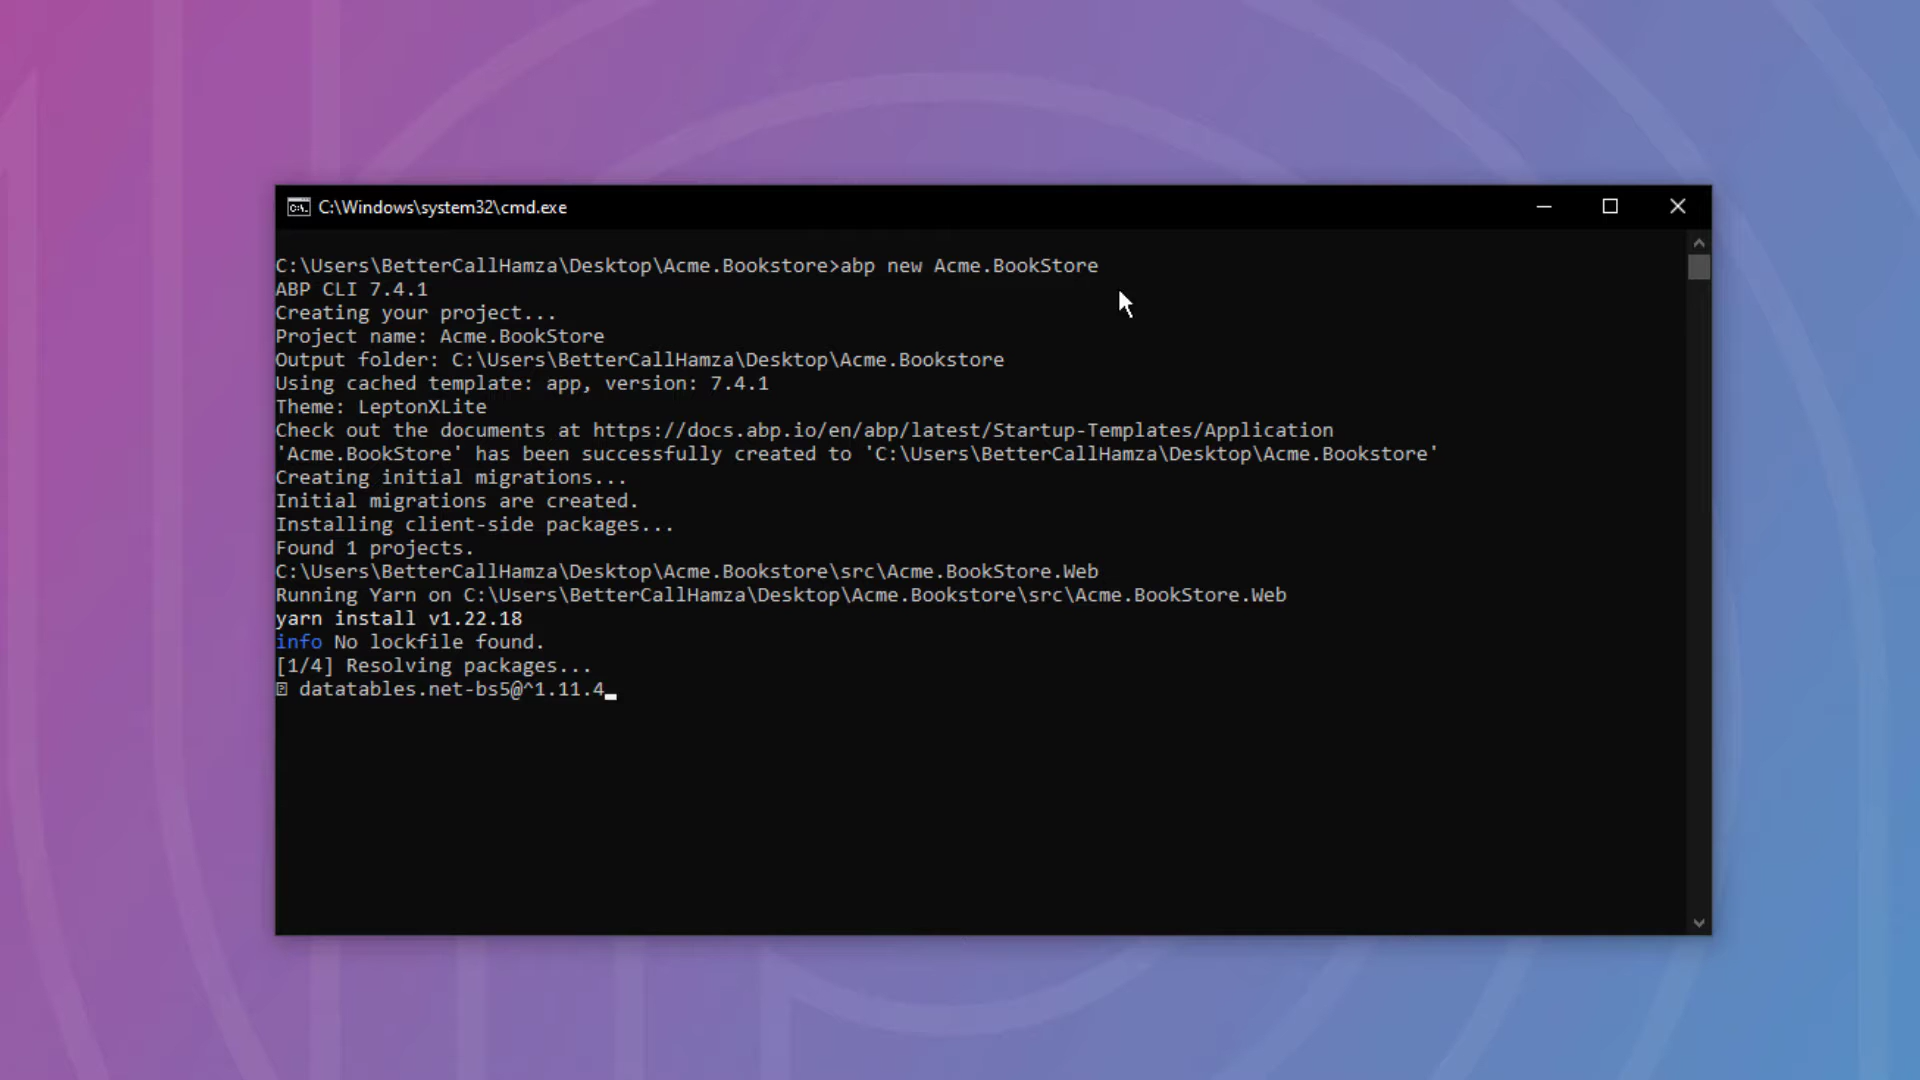 C:\Windows\system32\cmd.exe
C:\Users\BetterCallHamza\Desktop\Acme.Bookstore>abp new Acme.BookStore
ABP CLI 7.4.1
Creating your project...
Project name: Acme.BookStore
Output folder: C:\Users\BetterCallHamza\Desktop\Acme.Bookstore
Using cached template: app, version: 7.4.1
Theme: LeptonXLite
Check out the documents at https://docs.abp.io/en/abp/latest/Startup-Templates/Application
'Acme.BookStore' has been successfully created to 'C:\Users\BetterCallHamza\Desktop\Acme.Bookstore'
Creating initial migrations...
Initial migrations are created.
Installing client-side packages...
Found 1 projects.
C:\Users\BetterCallHamza\Desktop\Acme.Bookstore\src\Acme.BookStore.Web
Running Yarn on C:\Users\BetterCallHamza\Desktop\Acme.Bookstore\src\Acme.BookStore.Web
yarn install v1.22.18
info No lockfile found.
[1/4] Resolving packages...
datatables.net-bs5@^1.11.4